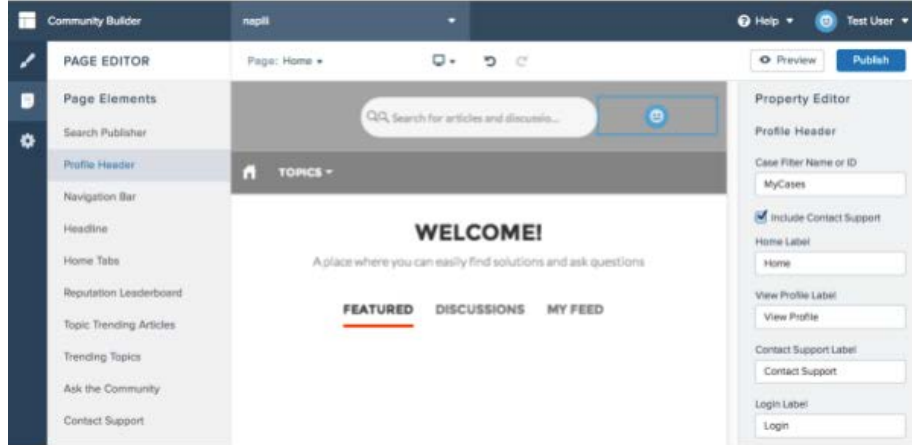 Community Builder
napili
Help
Test User
PAGE EDITOR
Page: Home
Preview
Publish
Page Elements
Search Publisher
Profile Header
Navigation Bar
Headline
Home Tabs
Reputation Leaderboard
Topic Trending Articles
Trending Topics
Ask the Community
Contact Support
Search for articles and discussio...
TOPICS
WELCOME!
A place where you can easily find solutions and ask questions
FEATURED DISCUSSIONS MY FEED
Property Editor
Profile Header
Case Filter Name or ID
MyCases
Include Contact Support
Home Label
Home
View Profile Label
View Profile
Contact Support Label
Contact Support
Login Label
Login